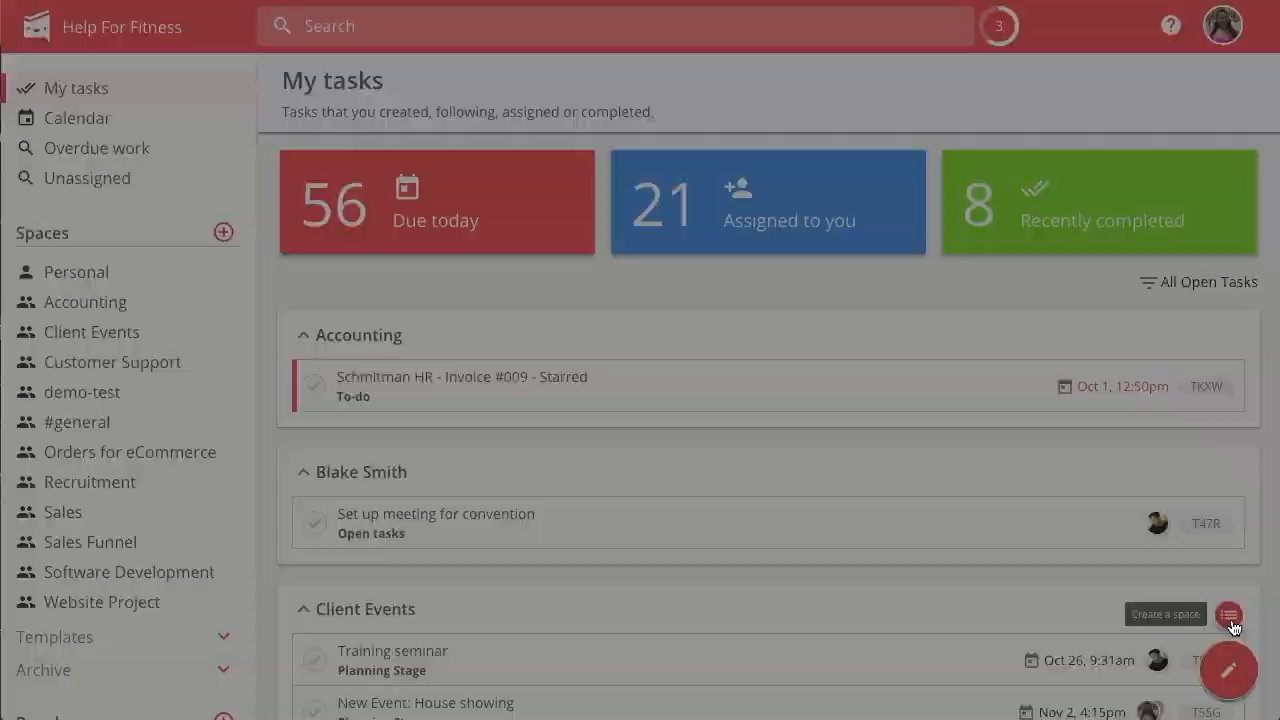 Help For Fitness
Search
3
My tasks
Calendar
Overdue work
Unassigned
Spaces
Personal
Accounting
Client Events
Customer Support
demo-test
#general
Orders for eCommerce
Recruitment
Sales
Sales Funnel
Software Development
Website Project
Templates
Archive
My tasks
Tasks that you created, following, assigned or completed.
56 Due today
21 Assigned to you
8 Recently completed
All Open Tasks
Accounting
Schmitman HR - Invoice #009 - Starred
To-do
Oct 1, 12:50pm TKXW
Blake Smith
Set up meeting for convention
Open tasks
T47R
Client Events
Create a space
Training seminar
Planning Stage
Oct 26, 9:31am
New Event: House showing
Nov 2, 4:15pm T55G